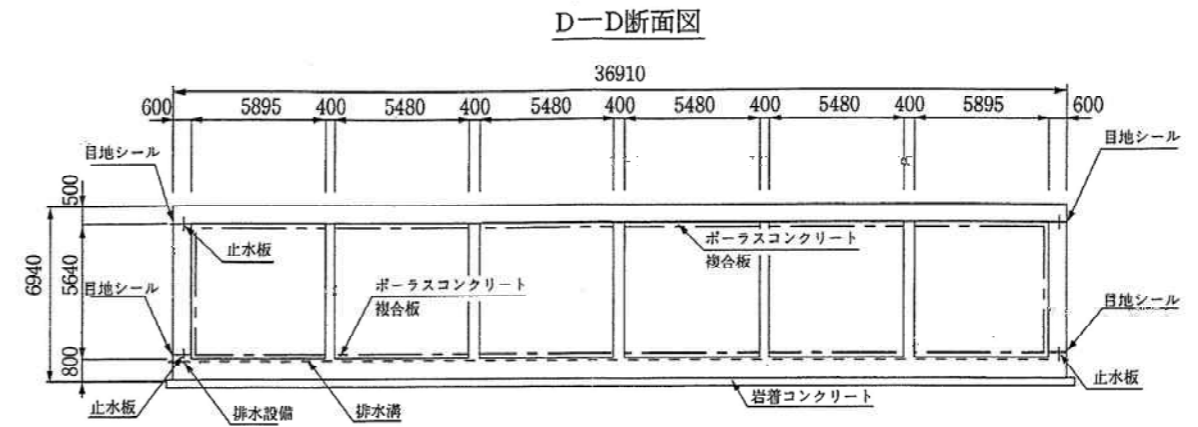 D－D断面図
36910
600 5895 400 5480 400 5480 400 5480 400 5480 400 5895 600
目地シール
目地シール
500
止水板
ポーラスコンクリート
複合板
6940
5640
目地シール
ポーラスコンクリート
複合板
目地シール
800
止水板
排水設備
排水溝
岩着コンクリート
止水板